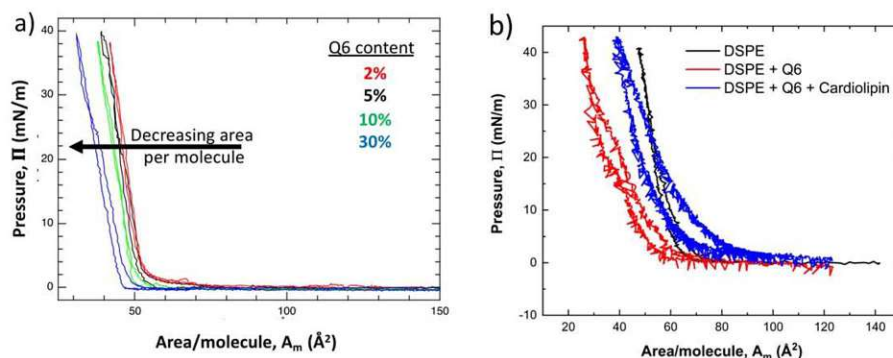 a)
Pressure, Π (mN/m)
40
30
20
10
0
Q6 content
2%
5%
10%
30%
Decreasing area
per molecule
50
100
150
Area/molecule, Aₘ (Å²)
b)
Pressure, Π (mN/m)
40
30
20
10
0
-10
DSPE
DSPE + Q6
DSPE + Q6 + Cardiolipin
20
40
60
80
100
120
140
Area/molecule, Aₘ (Å²)